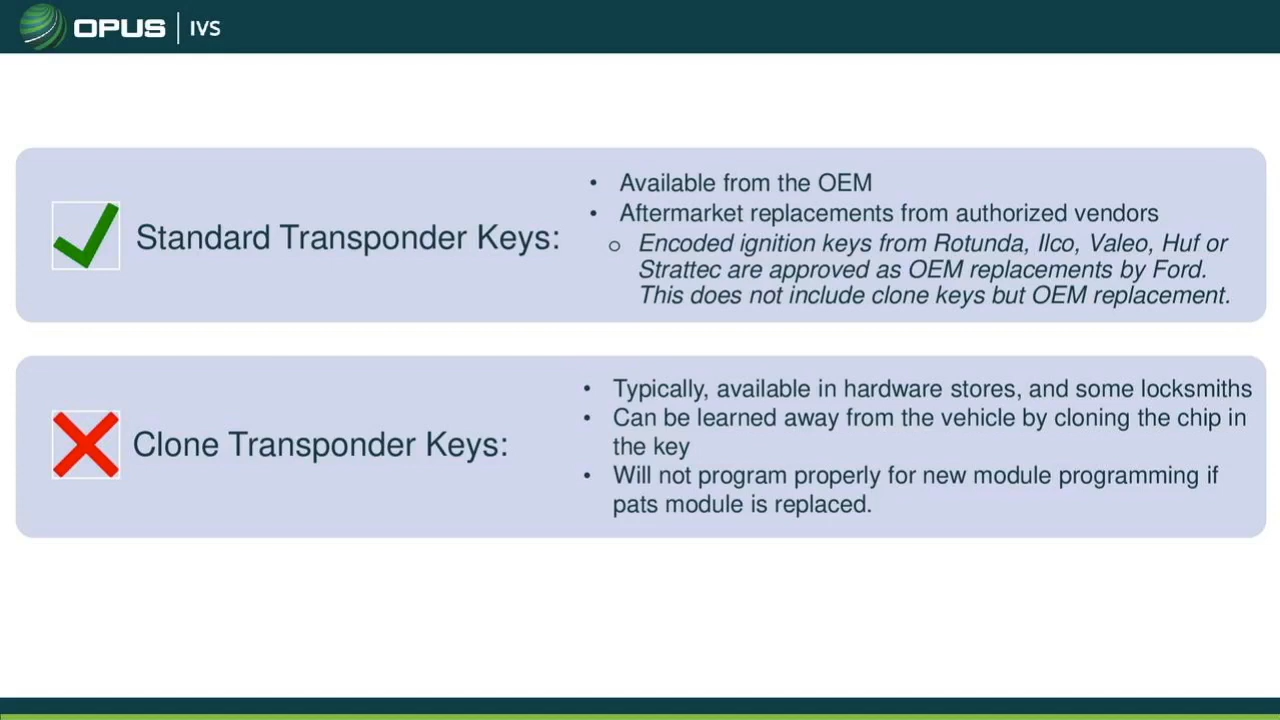 OPUS | IVS
Standard Transponder Keys:
• Available from the OEM
• Aftermarket replacements from authorized vendors
o Encoded ignition keys from Rotunda, Ilco, Valeo, Huf or
Strattec are approved as OEM replacements by Ford.
This does not include clone keys but OEM replacement.
Clone Transponder Keys:
• Typically, available in hardware stores, and some locksmiths
• Can be learned away from the vehicle by cloning the chip in
the key
• Will not program properly for new module programming if
pats module is replaced.